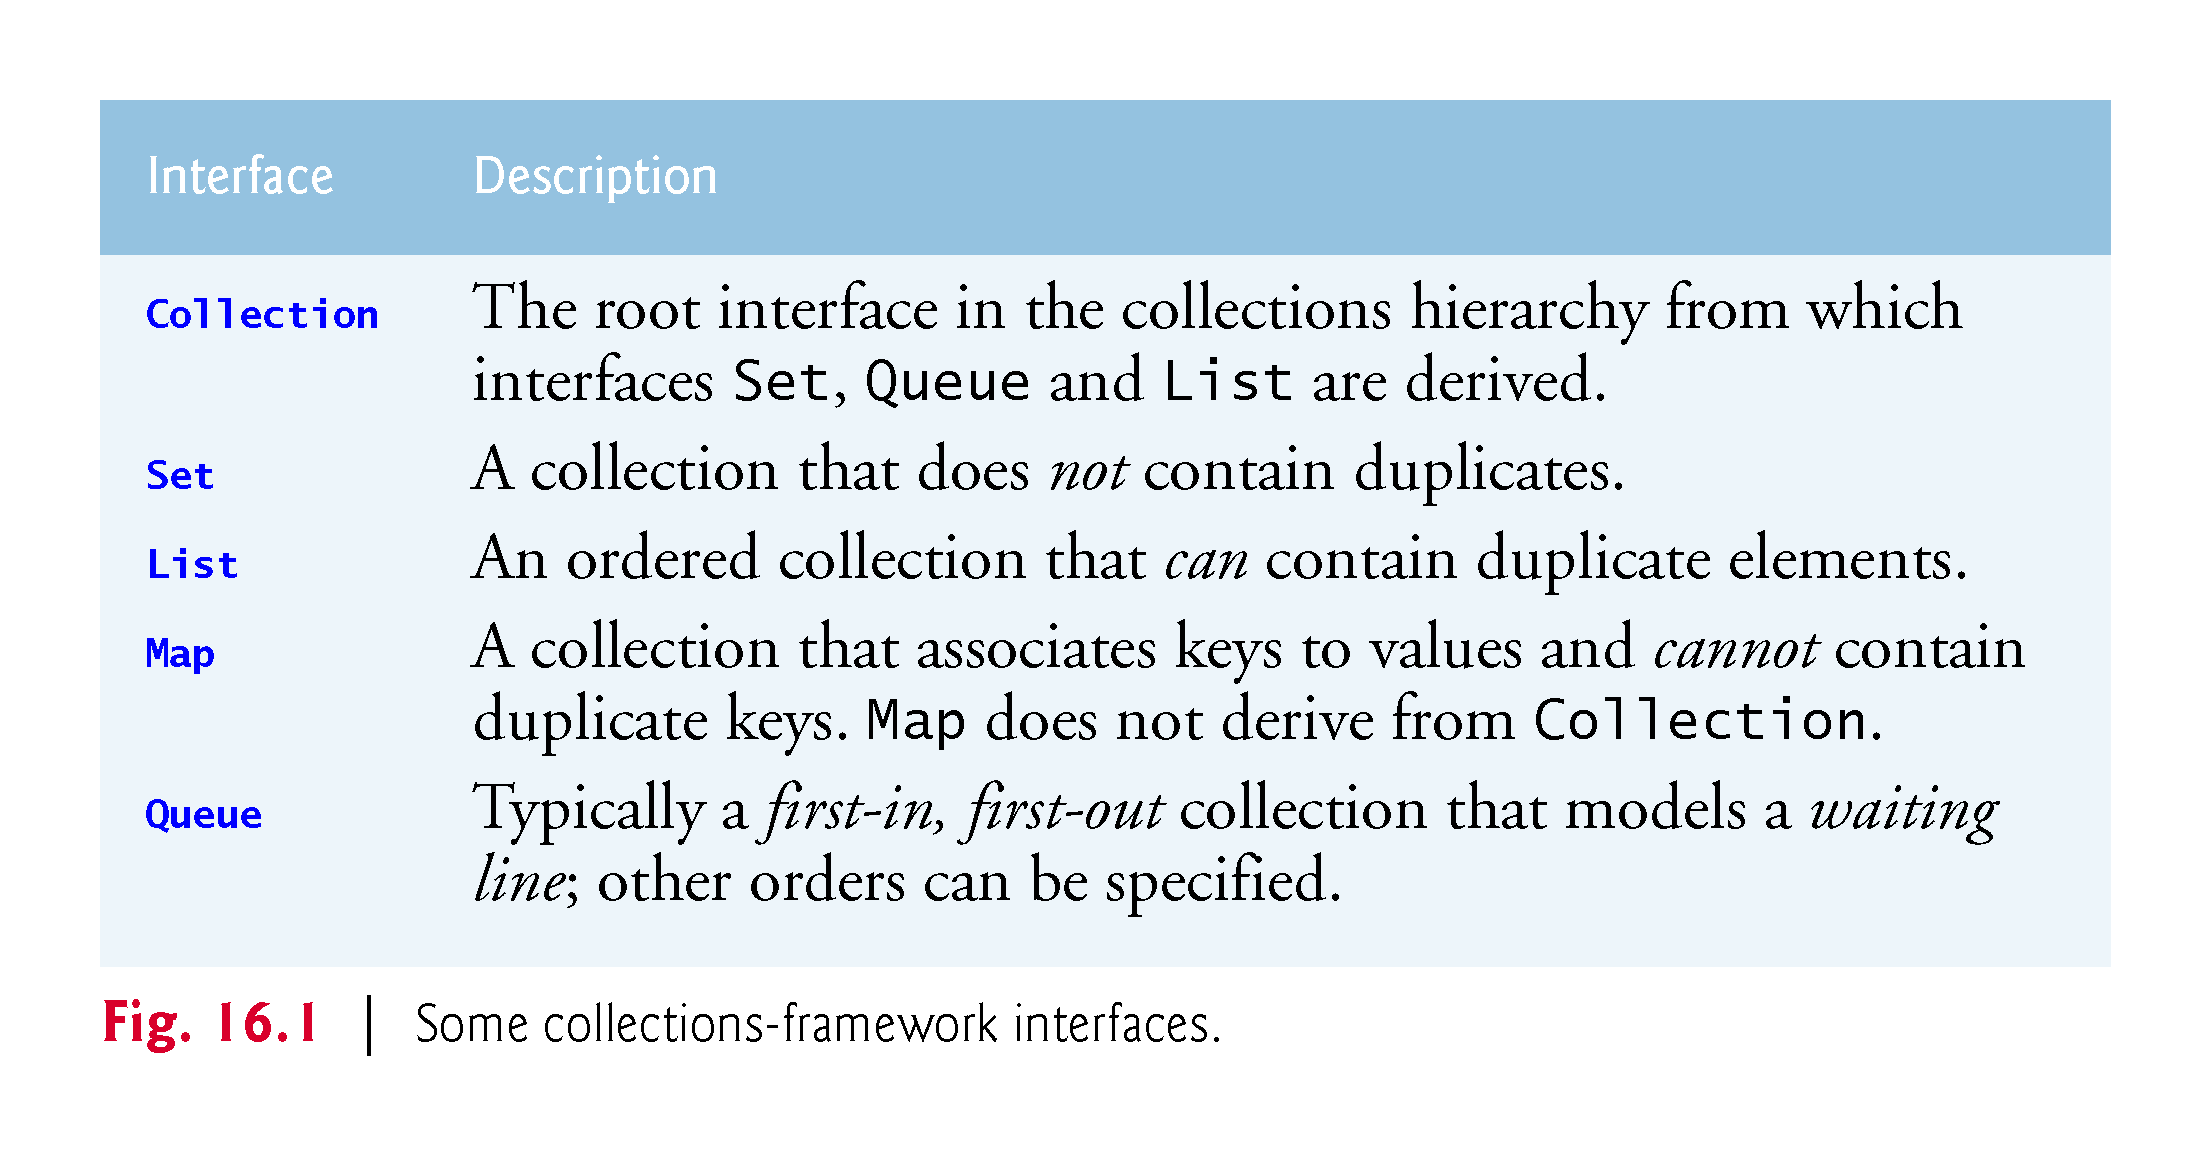 Interface Description
Collection The root interface in the collections hierarchy from which
interfaces Set, Queue and List are derived.
Set A collection that does not contain duplicates.
List An ordered collection that can contain duplicate elements.
Map A collection that associates keys to values and cannot contain
duplicate keys. Map does not derive from Collection.
Queue Typically a first-in, first-out collection that models a waiting
line; other orders can be specified.
Fig. 16.1 | Some collections-framework interfaces.